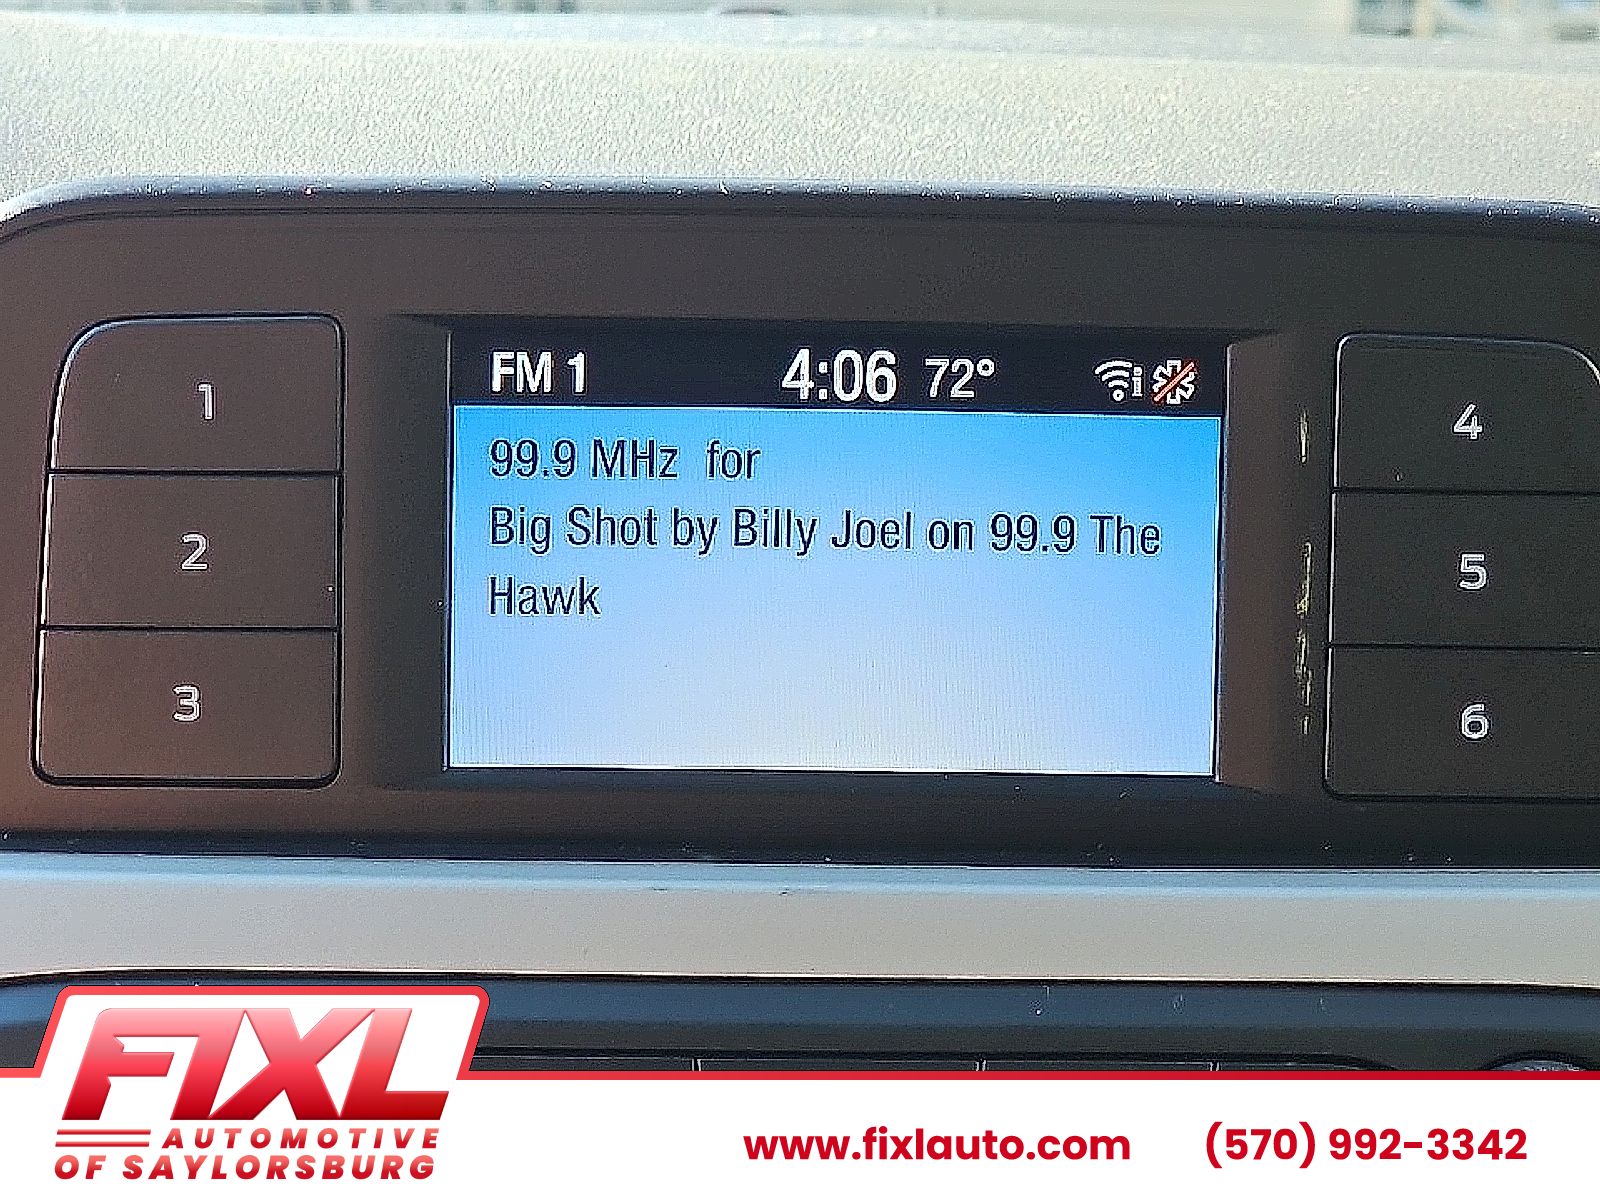 FM 1 4:06 72°
99.9 MHz for
Big Shot by Billy Joel on 99.9 The
Hawk
1
2
3
4
5
6
FIXL
AUTOMOTIVE
OF SAYLORSBURG
www.fixlauto.com (570) 992-3342